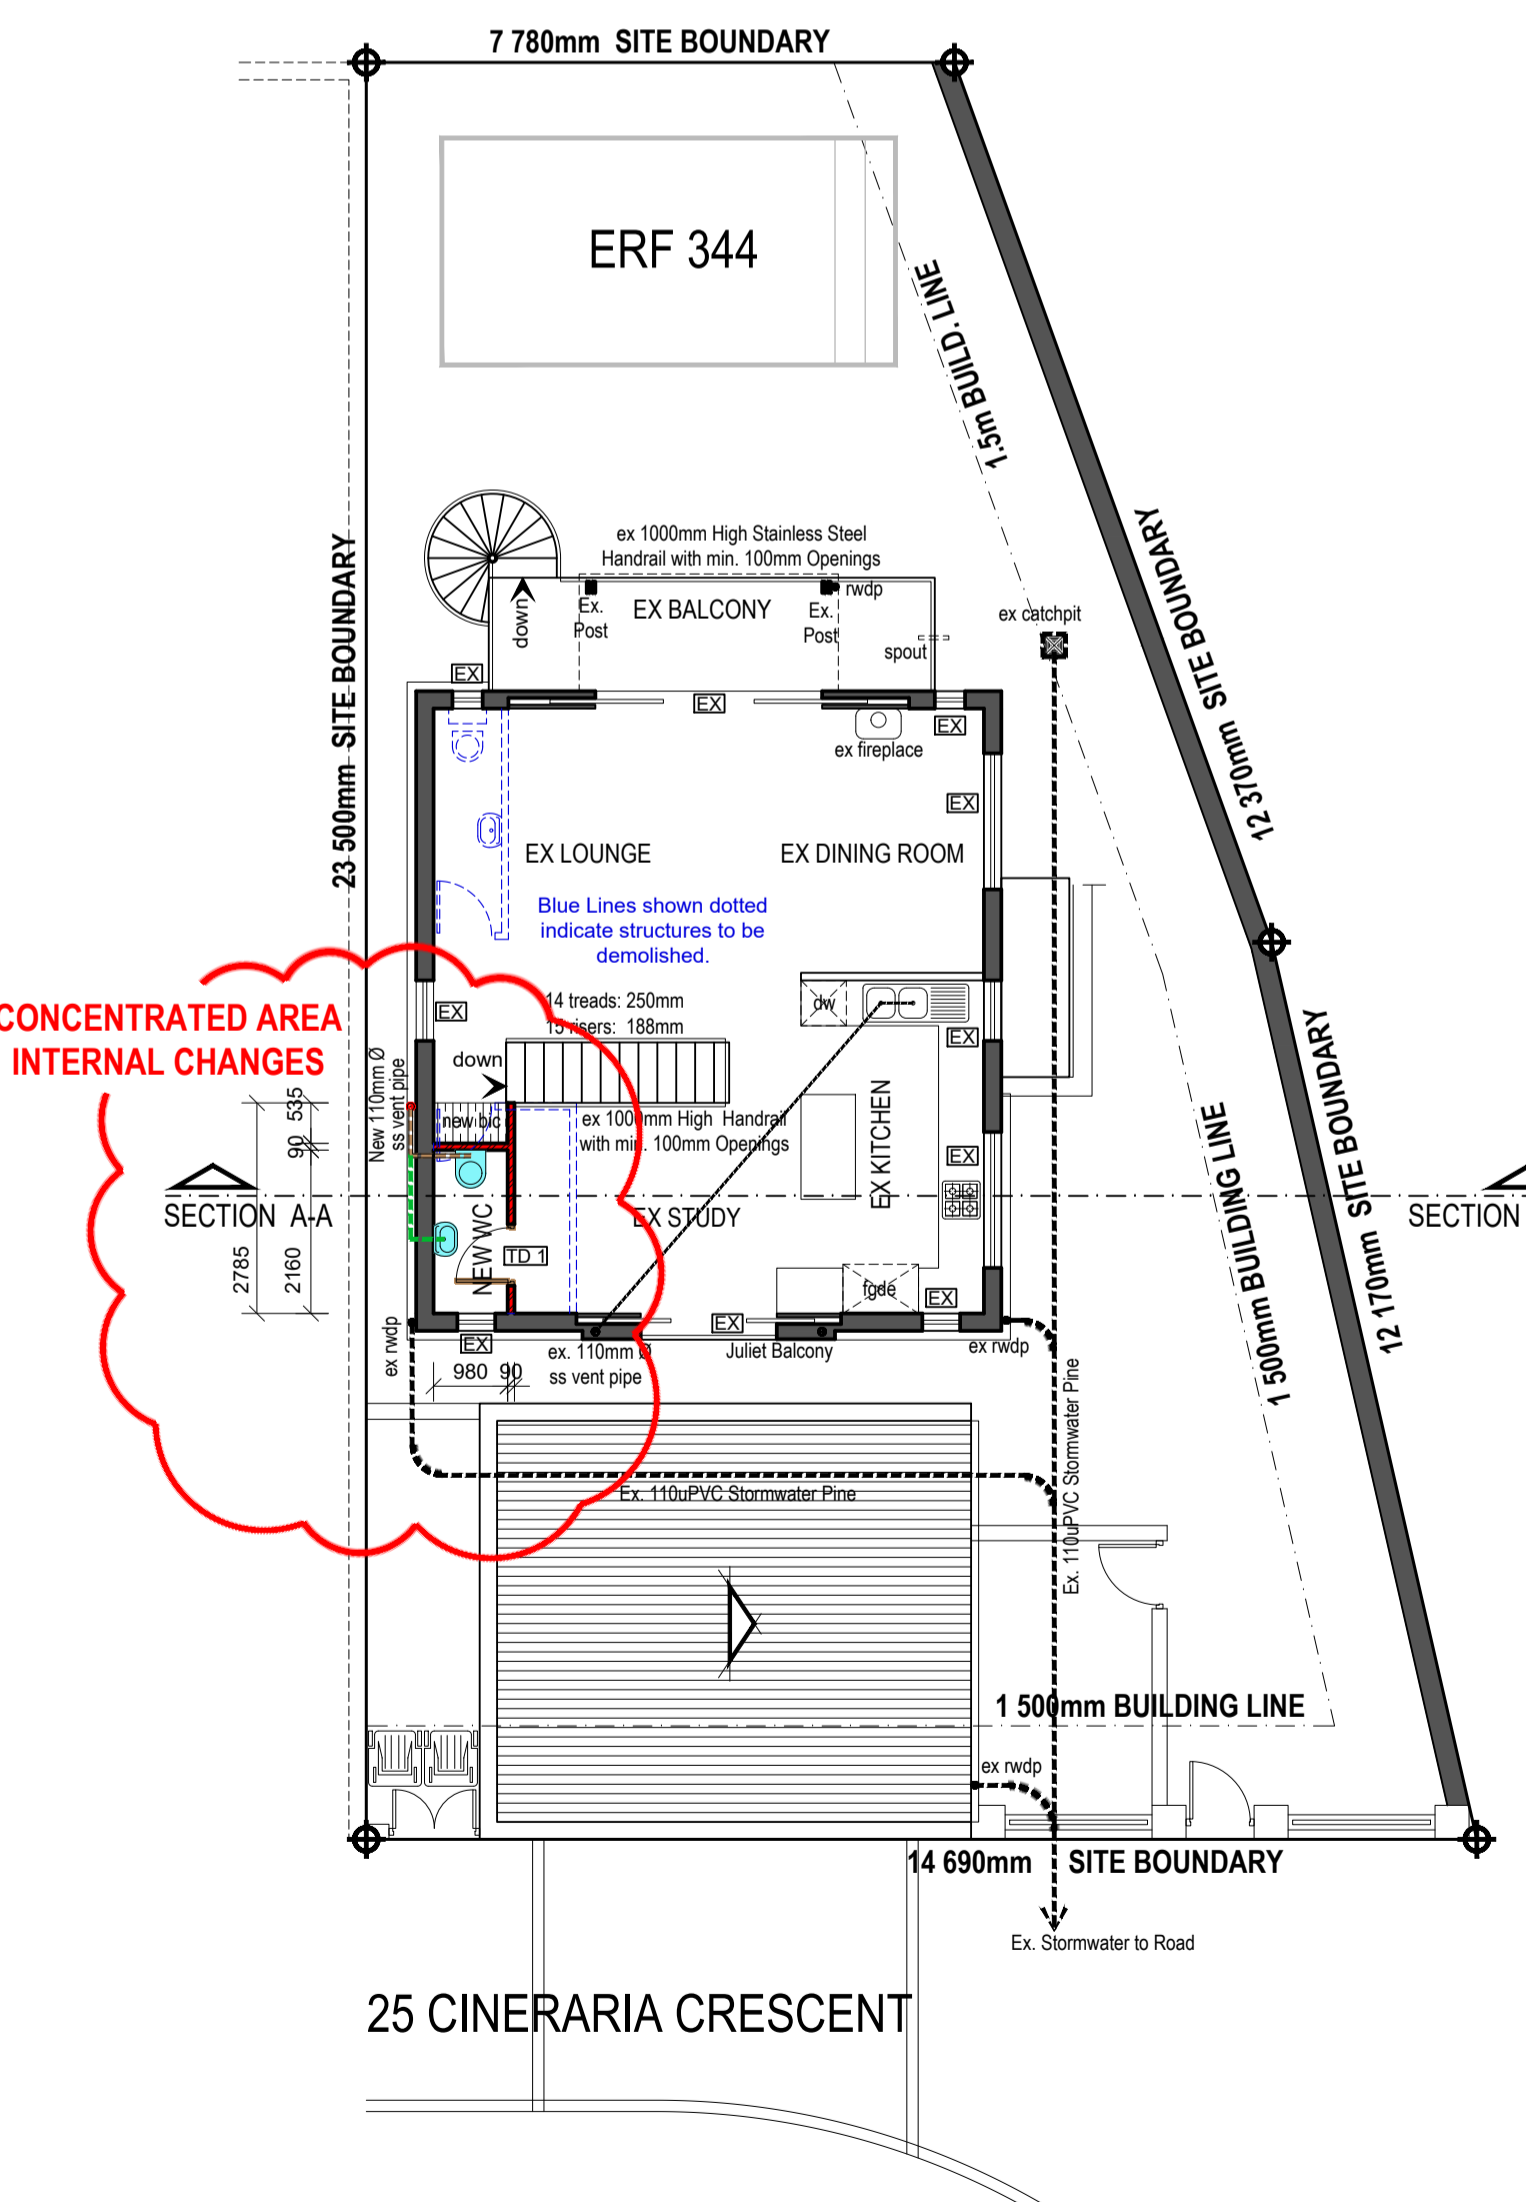 7 780mm SITE BOUNDARY
ERF 344
1.5m BUILD. LINE
23 500mm SITE BOUNDARY
12 370mm SITE BOUNDARY
ex 1000mm High Stainless Steel
Handrail with min. 100mm Openings
down
Ex.
Post
EX BALCONY
Ex.
Post
rwdp
spout
ex catchpit
EX
EX
EX
ex fireplace
EX
EX LOUNGE
EX DINING ROOM
Blue Lines shown dotted
indicate structures to be
demolished.
CONCENTRATED AREA
INTERNAL CHANGES
EX
14 treads: 250mm
15 risers: 188mm
dw
EX
down
New 110mm Ø
ss vent pipe
new bic
ex 1000mm High Handrail
with min. 100mm Openings
EX KITCHEN
EX
535
90
2160
2785
SECTION A-A
SECTION
NEW WC
TD 1
EX STUDY
fgde
EX
EX
EX
ex rwdp
980 90
ex. 110mm Ø
ss vent pipe
Juliet Balcony
ex rwdp
1 500mm BUILDING LINE
12 170mm SITE BOUNDARY
Ex. 110uPVC Stormwater Pine
Ex. 110uPVC Stormwater Pine
1 500mm BUILDING LINE
ex rwdp
14 690mm SITE BOUNDARY
Ex. Stormwater to Road
25 CINERARIA CRESCENT